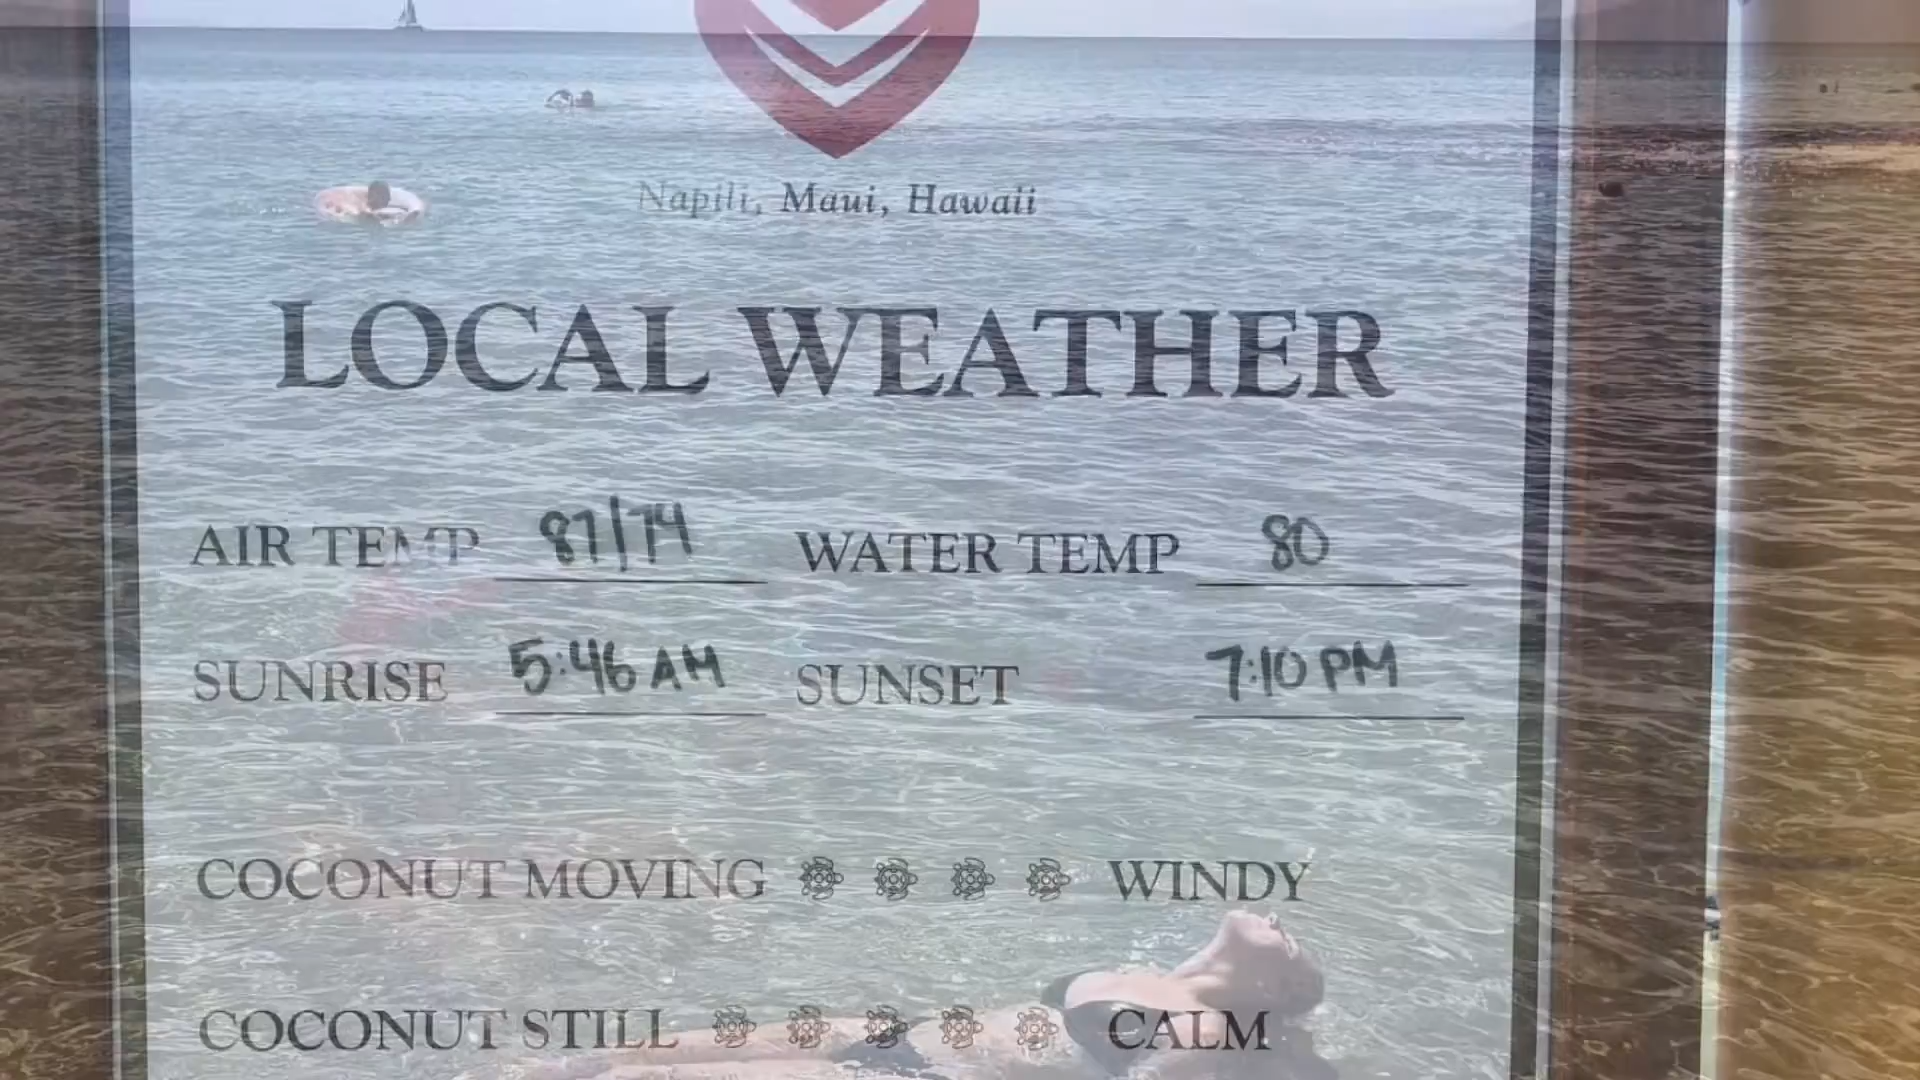 Napili, Maui, Hawaii
LOCAL WEATHER
AIR TEMP 87/74 WATER TEMP 80
SUNRISE 5:46 AM SUNSET 7:10 PM
COCONUT MOVING WINDY
COCONUT STILL CALM